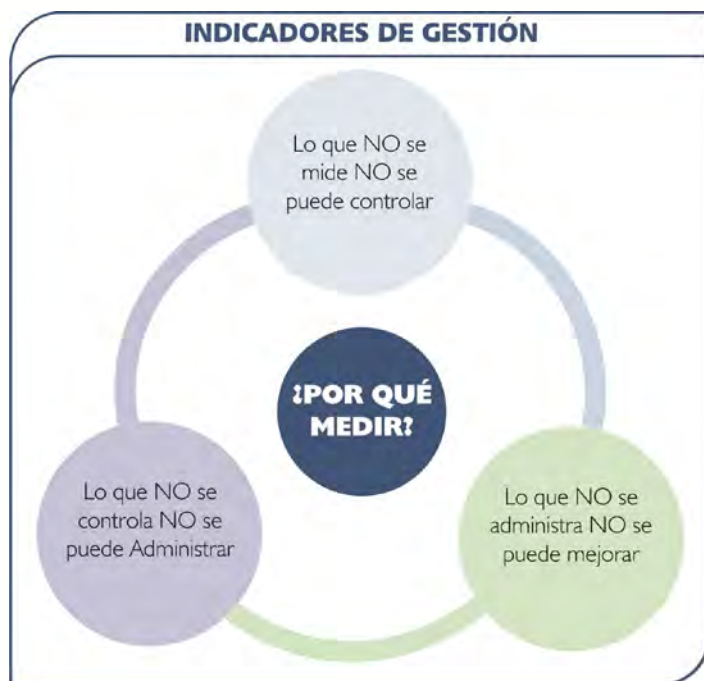 INDICADORES DE GESTIÓN
Lo que NO se
mide NO se
puede controlar
¿POR QUÉ
MEDIR?
Lo que NO se
controla NO se
puede Administrar
Lo que NO se
administra NO se
puede mejorar